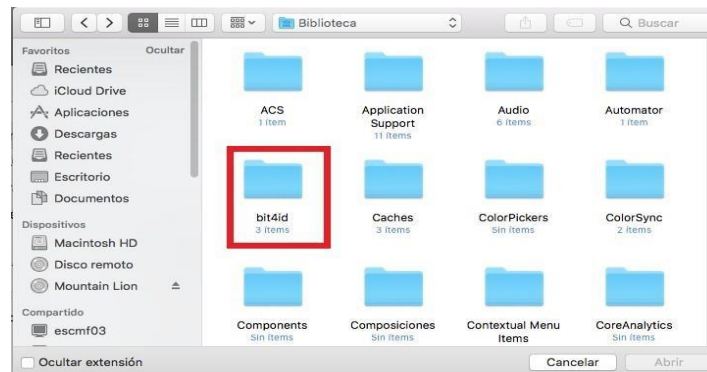 Biblioteca
Buscar
Favoritos
Ocultar
Recientes
iCloud Drive
Aplicaciones
Descargas
Recientes
Escritorio
Documentos
Dispositivos
Macintosh HD
Disco remoto
Mountain Lion
Compartido
escmf03
ACS
1 ítem
Application
Support
11 ítems
Audio
6 ítems
Automator
1 ítem
bit4id
3 ítems
Caches
3 ítems
ColorPickers
Sin ítems
ColorSync
2 ítems
Components
Sin ítems
Composiciones
Sin ítems
Contextual Menu
Items
CoreAnalytics
Sin ítems
Ocultar extensión
Cancelar
Abrir